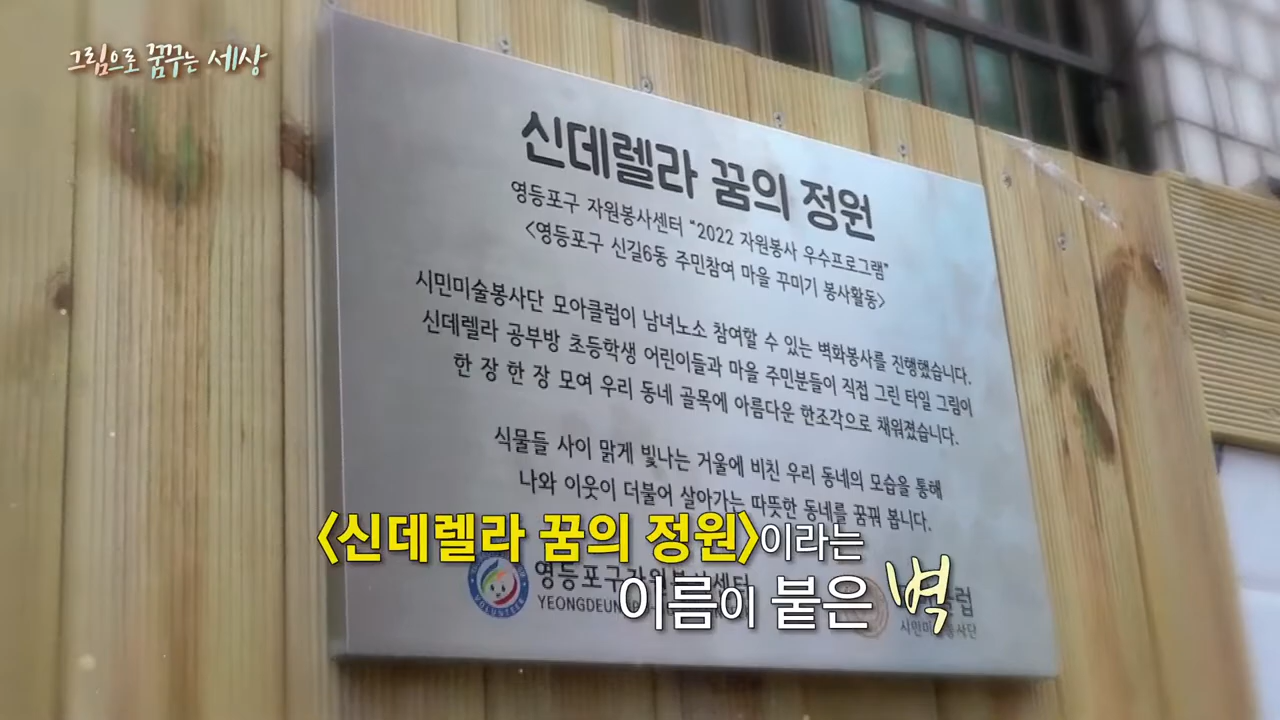 그림으로 꿈꾸는 세상
신데렐라 꿈의 정원
영등포구 자원봉사센터 "2022 자원봉사 우수프로그램"
<영등포구 신길6동 주민참여 마을 꾸미기 봉사활동>
시민미술봉사단 모아클럽이 남녀노소 참여할 수 있는 벽화봉사를 진행했습니다.
신데렐라 공부방 초등학생 어린이들과 마을 주민분들이 직접 그린 타일 그림이
한 장 한 장 모여 우리 동네 골목에 아름다운 한조각으로 채워졌습니다.
식물들 사이 맑게 빛나는 거울에 비친 우리 동네의 모습을 통해
나와 이웃이 더불어 살아가는 따뜻한 동네를 꿈꿔 봅니다.
<신데렐라 꿈의 정원>이라는
이름이 붙은 벽
VOLUNTEER
영등포구자원봉사센터